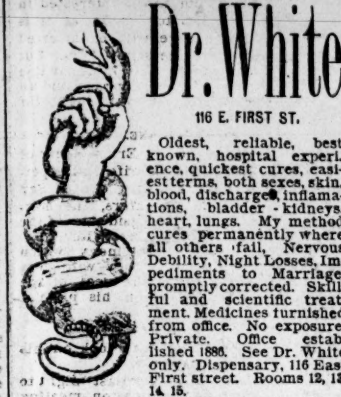 Dr. White
116 E. FIRST ST,
Oldest, reliable, best
known, hospital experi-
ence, quickest cures, easi-
est terms, both sexes, skin,
blood, discharges, inflama-
tions, bladder - kidneys,
heart, lungs. My method
cures permanently where
all others fail, Nervous
Debility, Night Losses, Im-
pediments to Marriage
promptly corrected. Skill-
ful and scientific treat-
ment. Medicines furnished
from office. No exposure
Private. Office estab-
lished 1886. See Dr. White
only. Dispensary, 116 East
First street. Rooms 12, 13
14, 15.